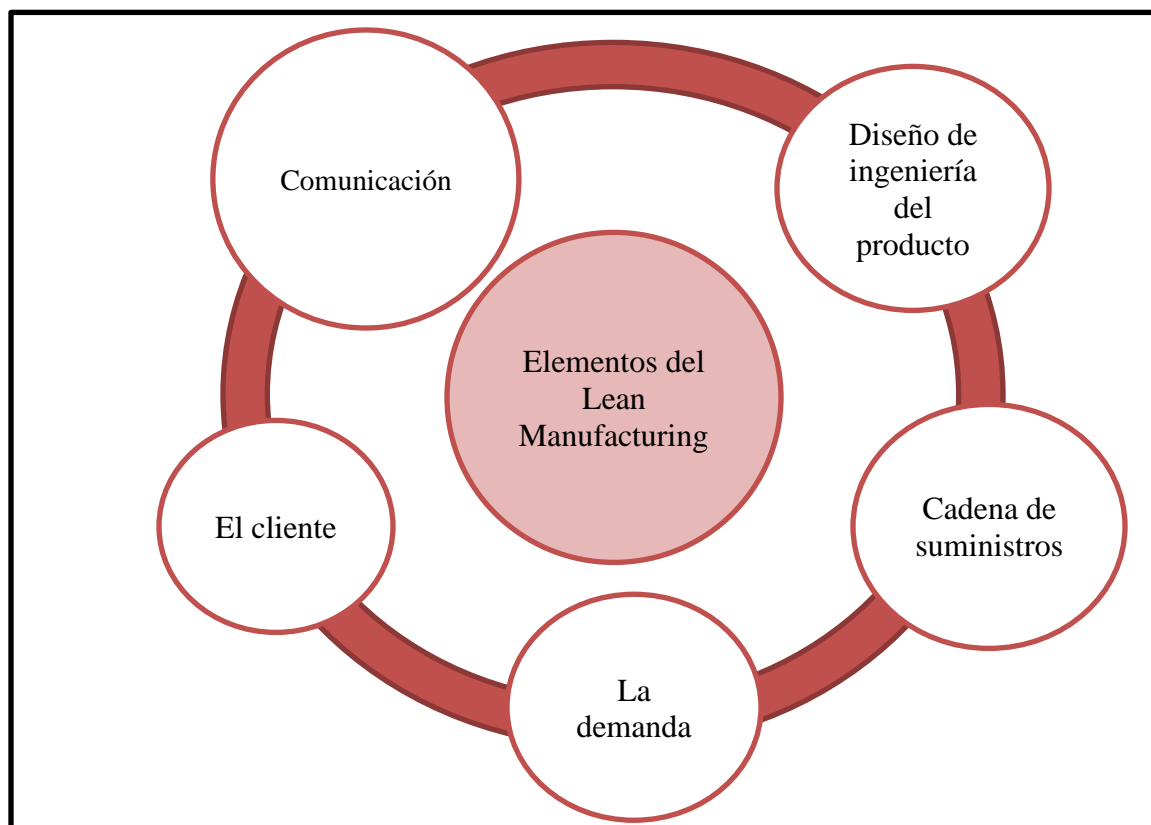 Comunicación
Diseño de
ingeniería
del
producto
Elementos del
Lean
Manufacturing
El cliente
Cadena de
suministros
La
demanda